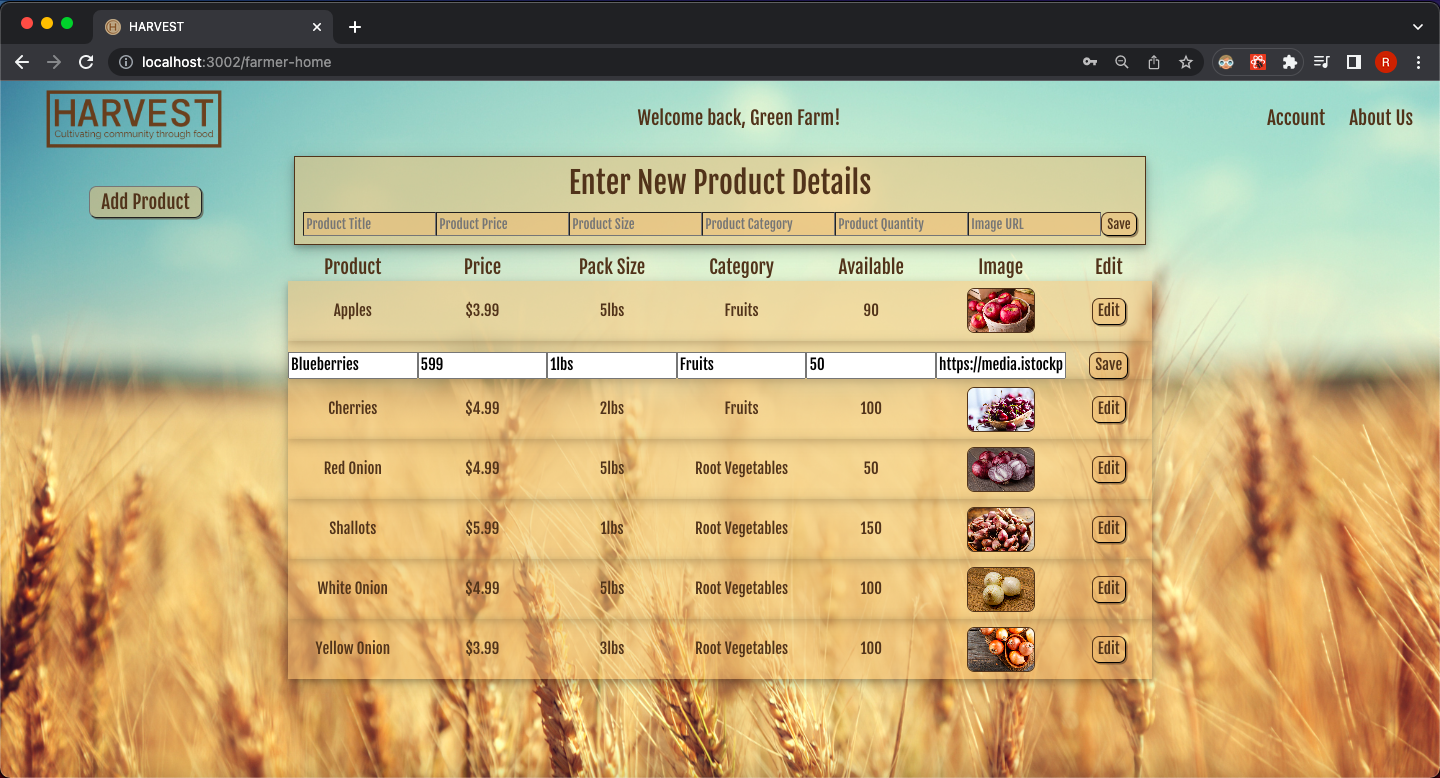 HARVEST
localhost:3002/farmer-home
R
HARVEST
Cultivating community through food
Welcome back, Green Farm!
Account About Us
Add Product
Enter New Product Details
Product Title Product Price Product Size Product Category Product Quantity Image URL Save
Product Price Pack Size Category Available Image Edit
Apples $3.99 5lbs Fruits 90 Edit
Blueberries 599 1lbs Fruits 50 https://media.istockp Save
Cherries $4.99 2lbs Fruits 100 Edit
Red Onion $4.99 5lbs Root Vegetables 50 Edit
Shallots $5.99 1lbs Root Vegetables 150 Edit
White Onion $4.99 5lbs Root Vegetables 100 Edit
Yellow Onion $3.99 3lbs Root Vegetables 100 Edit